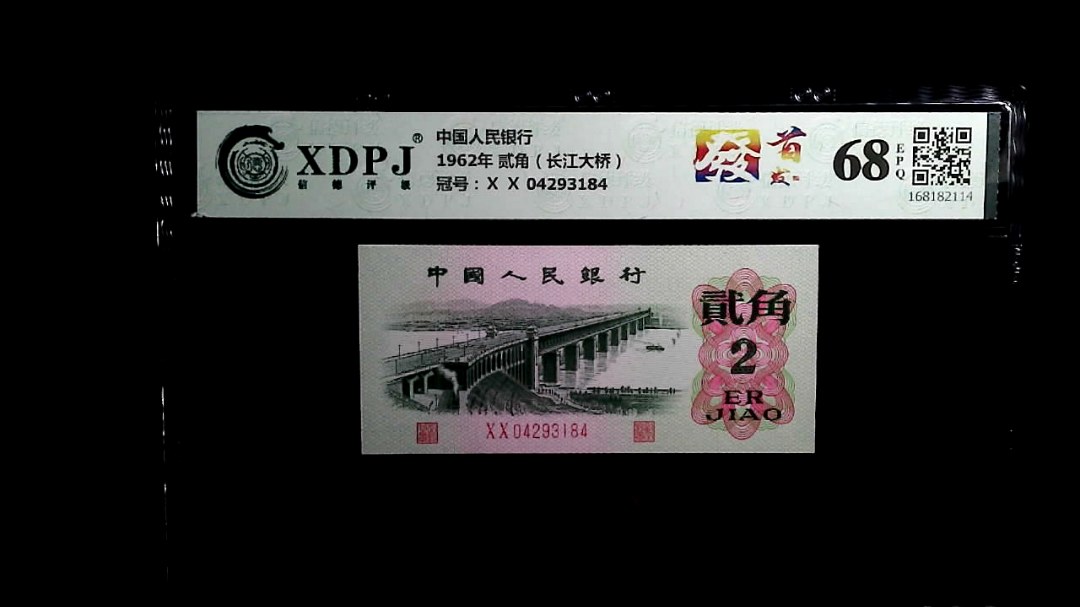 XDPJ®
信德评级
中国人民银行
1962年 贰角（长江大桥）
冠号：X X 04293184
發
首
发
68
EPQ
168182114
中國人民銀行
貳角
2
ER
JIAO
XX04293184